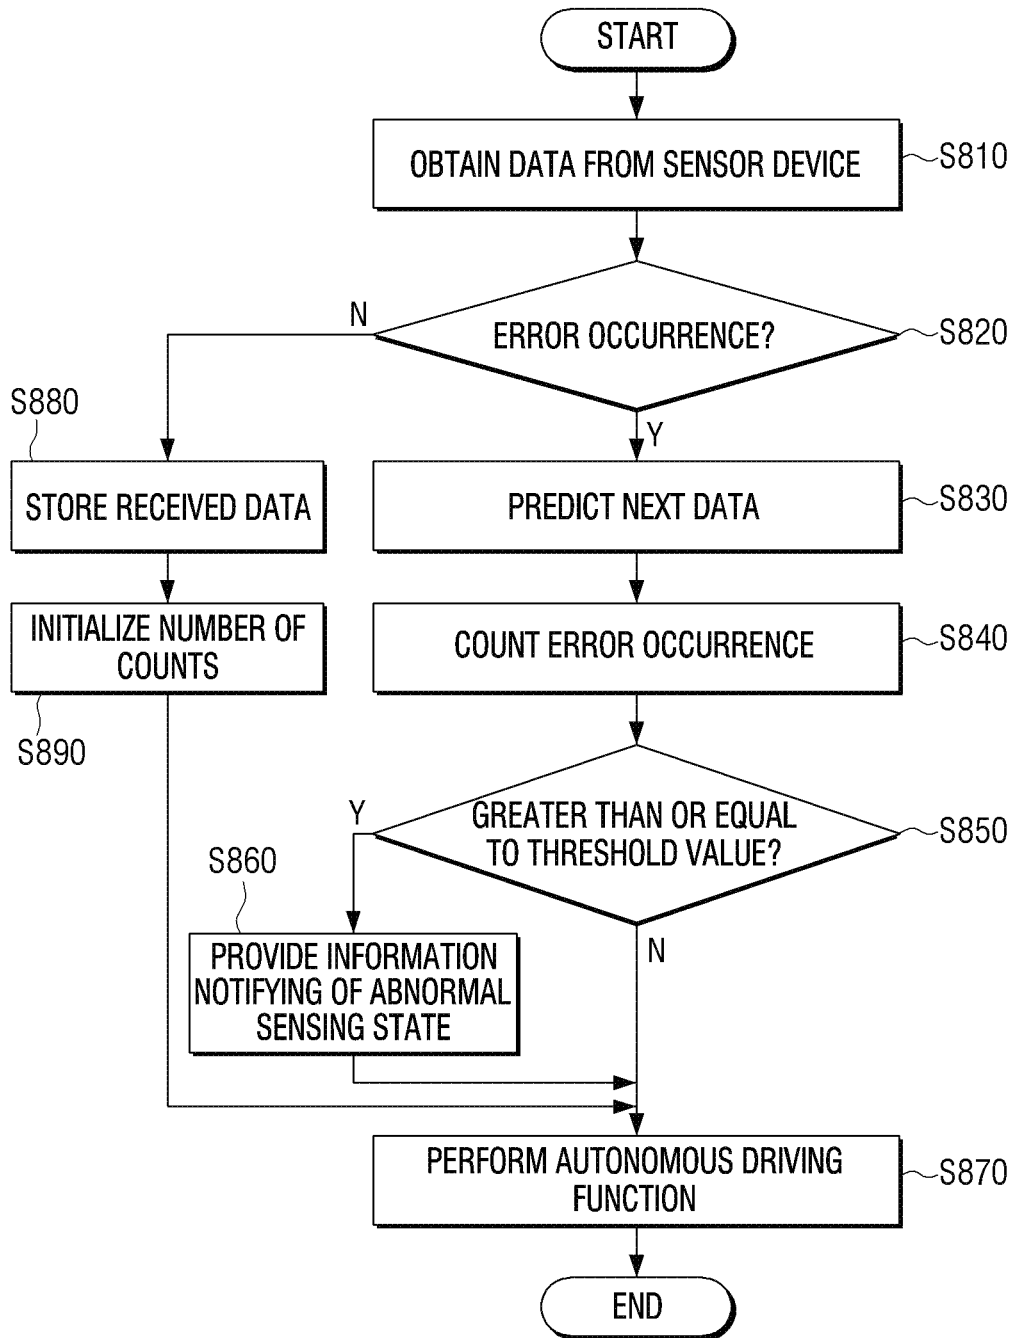 START
OBTAIN DATA FROM SENSOR DEVICE
S810
ERROR OCCURRENCE?
S820
N
Y
S880
STORE RECEIVED DATA
PREDICT NEXT DATA
S830
INITIALIZE NUMBER OF
COUNTS
S890
COUNT ERROR OCCURRENCE
S840
GREATER THAN OR EQUAL
TO THRESHOLD VALUE?
S850
Y
N
S860
PROVIDE INFORMATION
NOTIFYING OF ABNORMAL
SENSING STATE
PERFORM AUTONOMOUS DRIVING
FUNCTION
S870
END